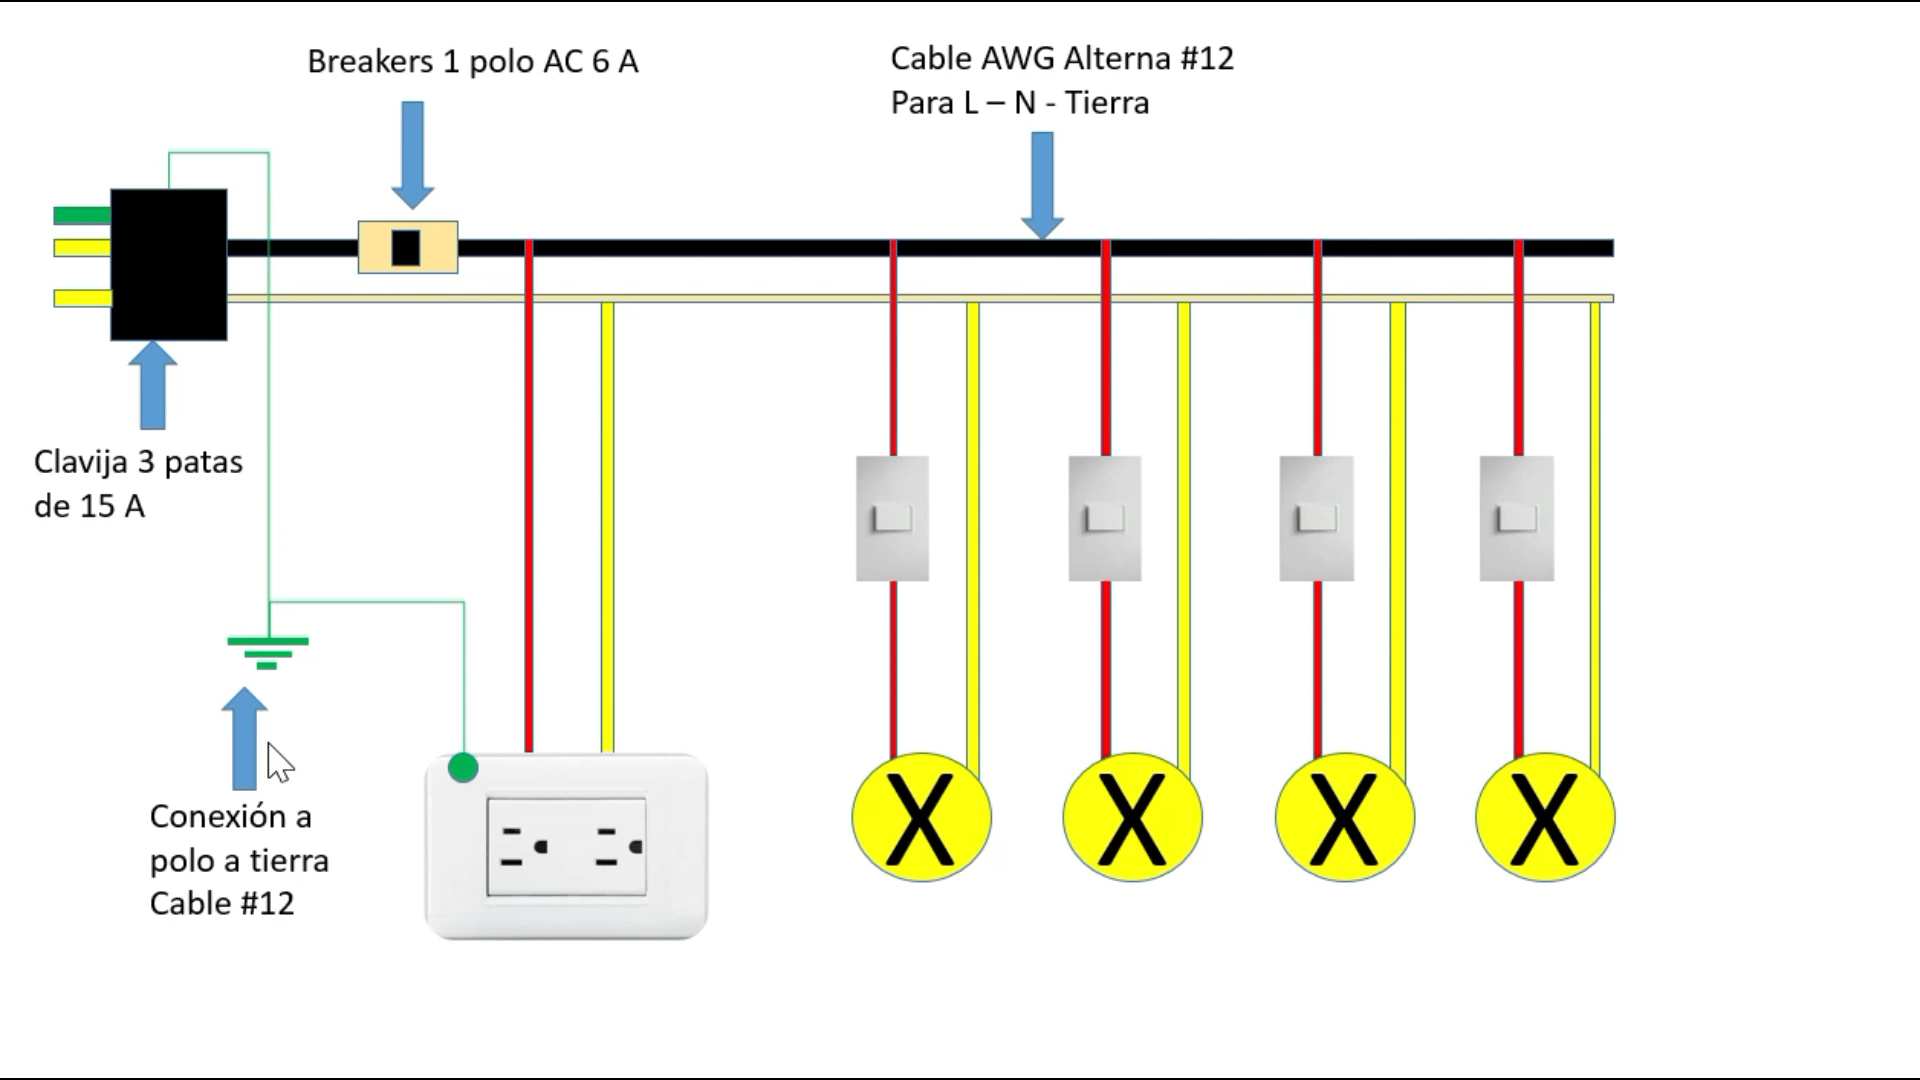 Breakers 1 polo AC 6 A
Cable AWG Alterna #12
Para L – N - Tierra
Clavija 3 patas
de 15 A
Conexión a
polo a tierra
Cable #12
X
X
X
X